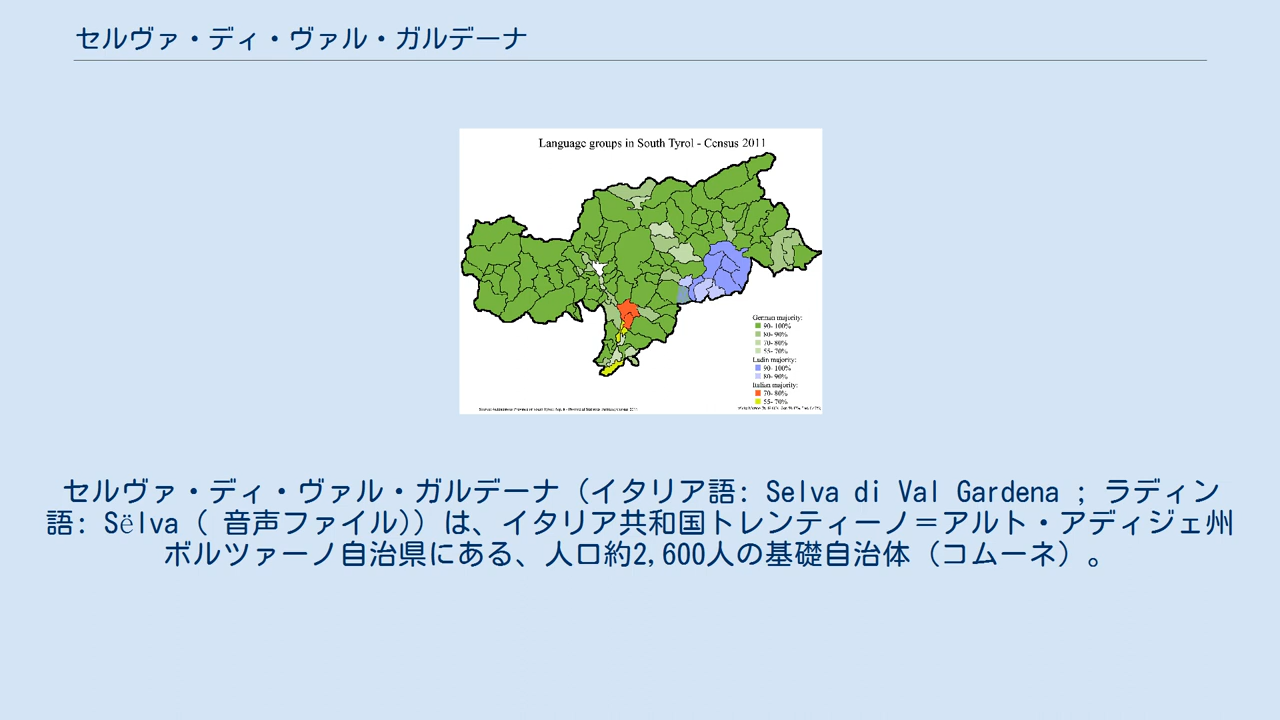 セルヴァ・ディ・ヴァル・ガルデーナ
Language groups in South Tyrol - Census 2011
German majority:
90- 100%
80- 90%
70- 80%
55- 70%
Ladin majority:
90- 100%
80- 90%
Italian majority:
70- 80%
55- 70%
セルヴァ・ディ・ヴァル・ガルデーナ（イタリア語: Selva di Val Gardena ; ラディン
語: Sëlva ( 音声ファイル)）は、イタリア共和国トレンティーノ＝アルト・アディジェ州
ボルツァーノ自治県にある、人口約2,600人の基礎自治体（コムーネ）。